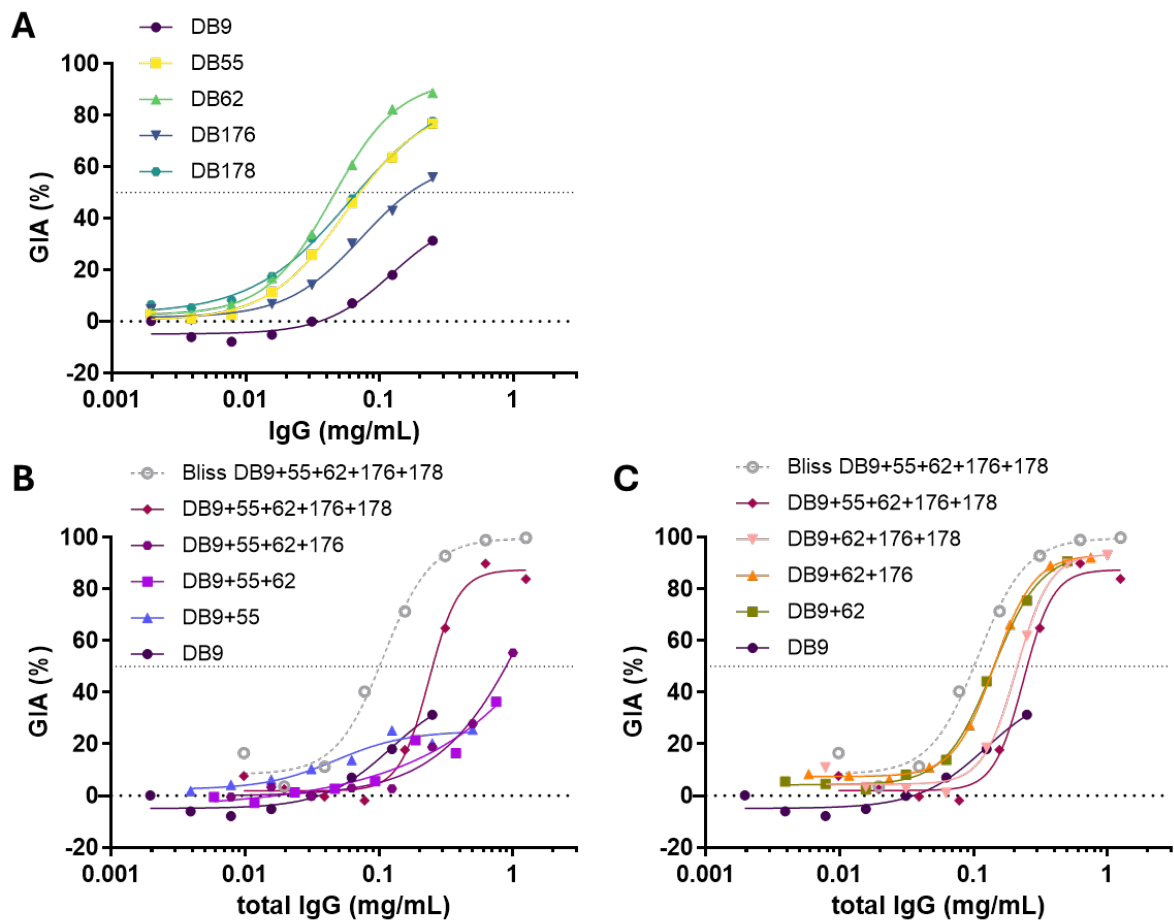 A
DB9
DB55
DB62
DB176
DB178
100
80
60
40
20
0
-20
GIA (%)
0.001
0.01
0.1
1
IgG (mg/mL)
B
Bliss DB9+55+62+176+178
DB9+55+62+176+178
DB9+55+62+176
DB9+55+62
DB9+55
DB9
100
80
60
40
20
0
-20
GIA (%)
0.001
0.01
0.1
1
total IgG (mg/mL)
C
Bliss DB9+55+62+176+178
DB9+55+62+176+178
DB9+62+176+178
DB9+62+176
DB9+62
DB9
100
80
60
40
20
0
-20
GIA (%)
0.001
0.01
0.1
1
total IgG (mg/mL)